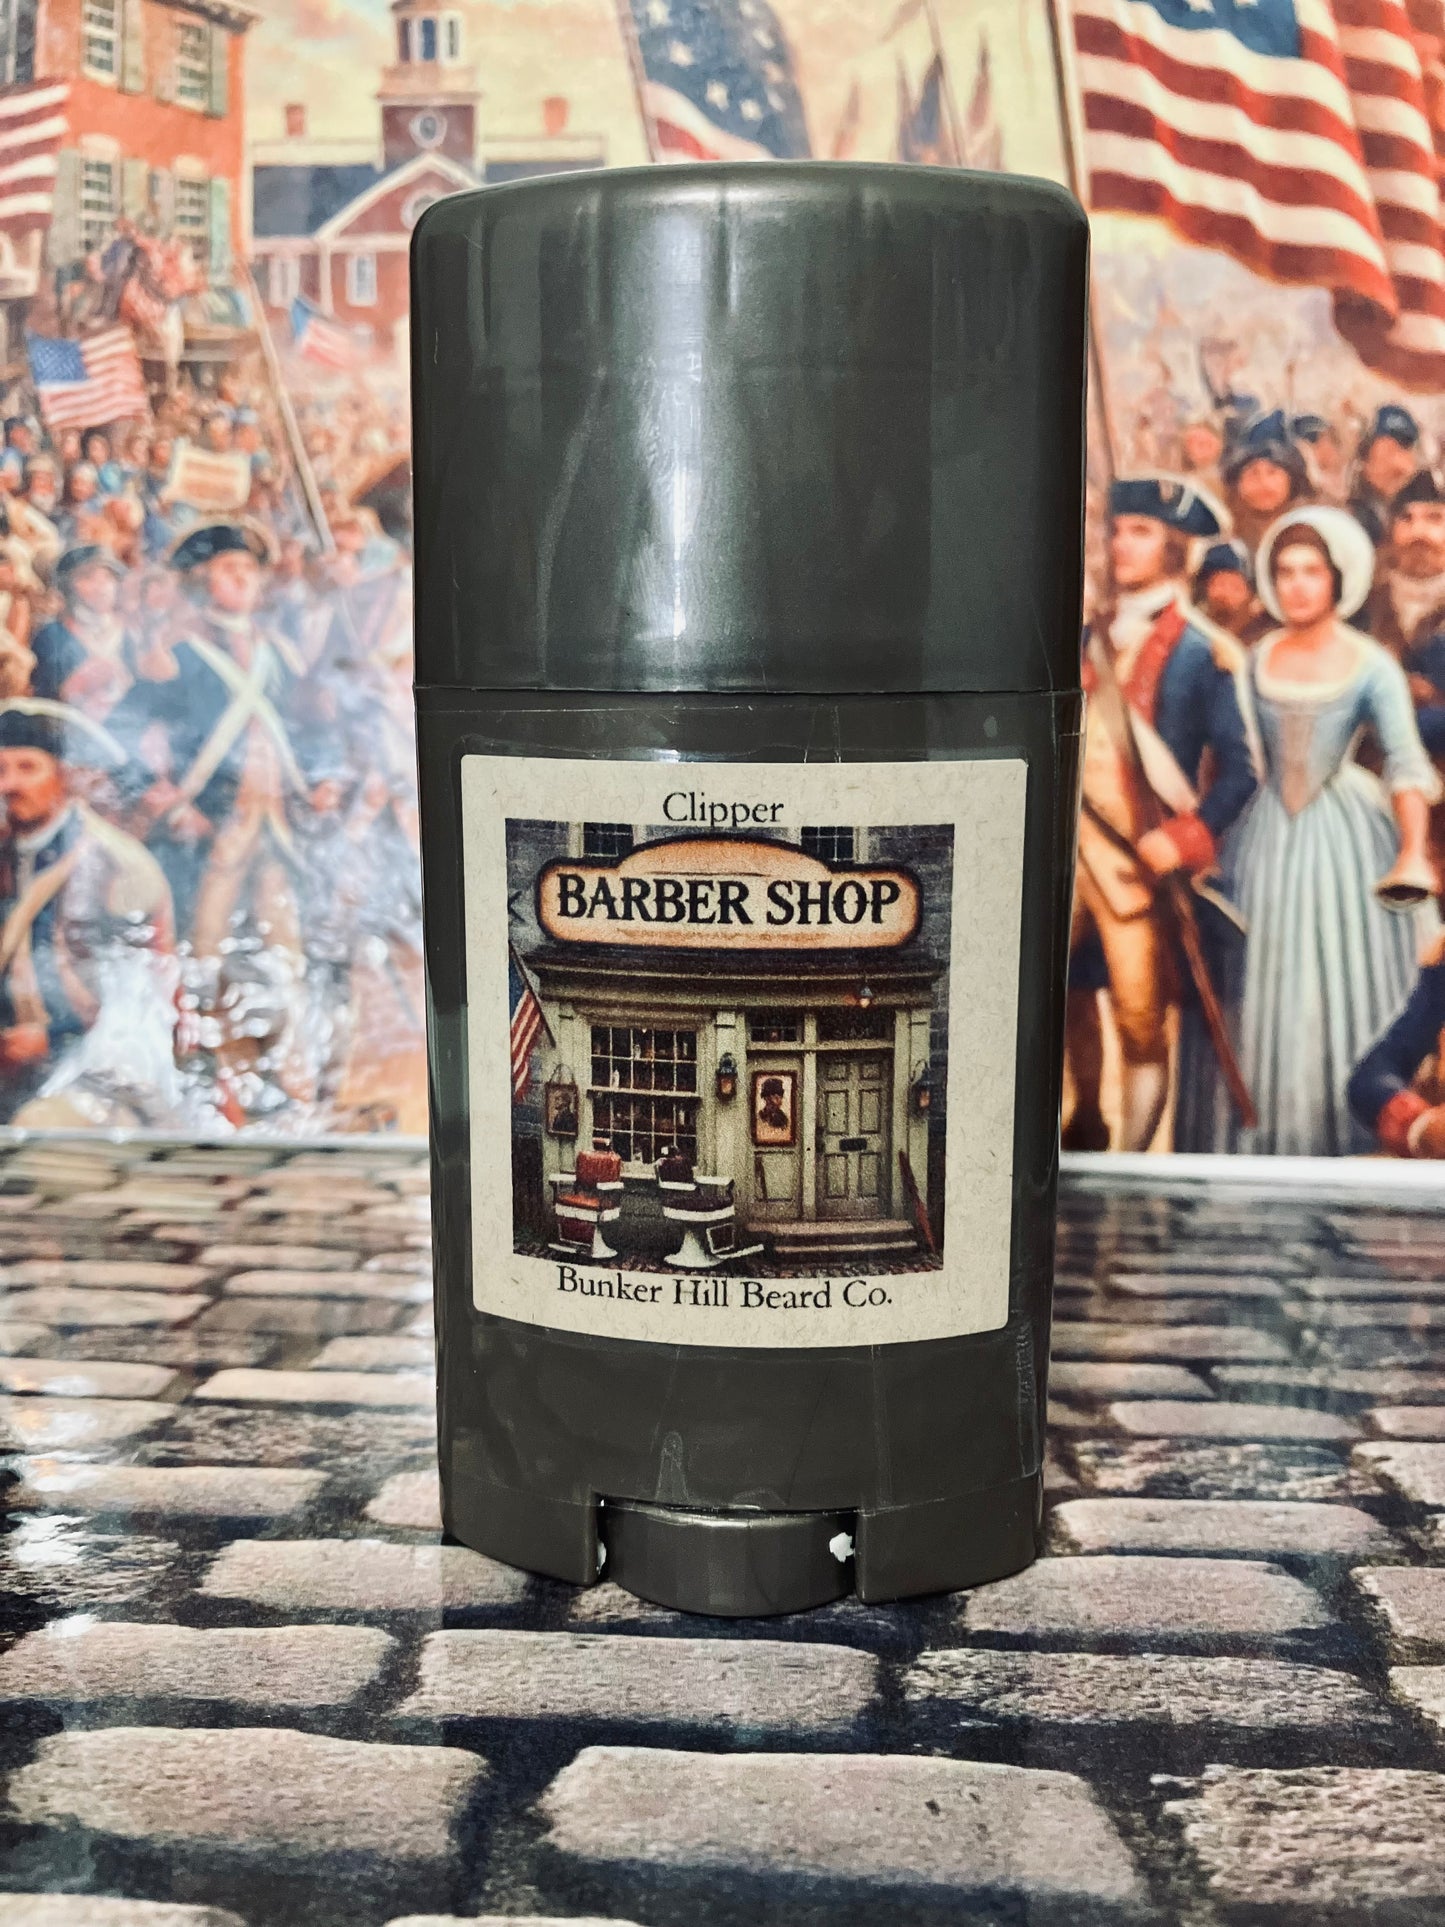 Clipper
BARBER SHOP
Bunker Hill Beard Co.